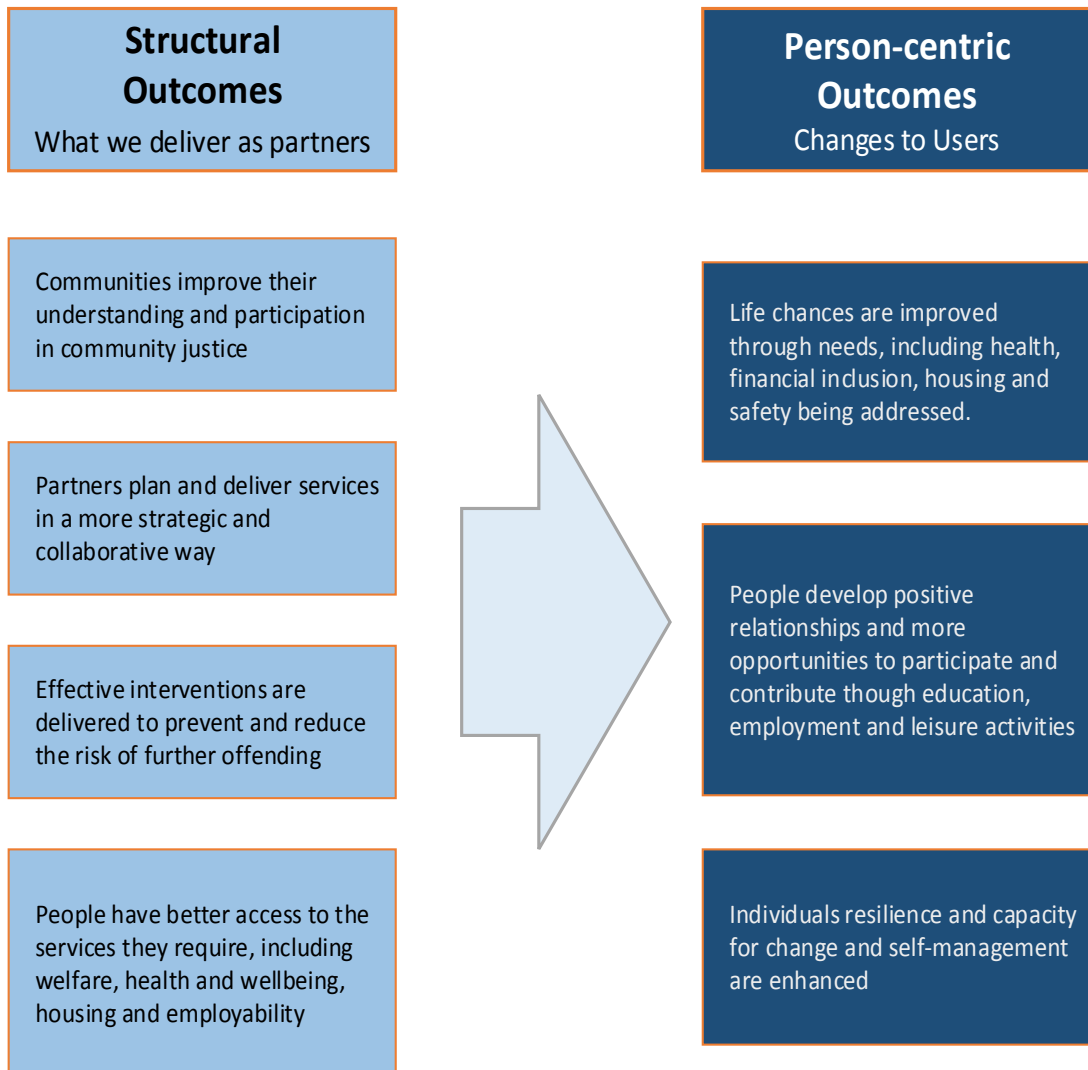 Structural
Outcomes
What we deliver as partners
Communities improve their
understanding and participation
in community justice
Partners plan and deliver services
in a more strategic and
collaborative way
Effective interventions are
delivered to prevent and reduce
the risk of further offending
People have better access to the
services they require, including
welfare, health and wellbeing,
housing and employability
Person-centric
Outcomes
Changes to Users
Life chances are improved
through needs, including health,
financial inclusion, housing and
safety being addressed.
People develop positive
relationships and more
opportunities to participate and
contribute though education,
employment and leisure activities
Individuals resilience and capacity
for change and self-management
are enhanced